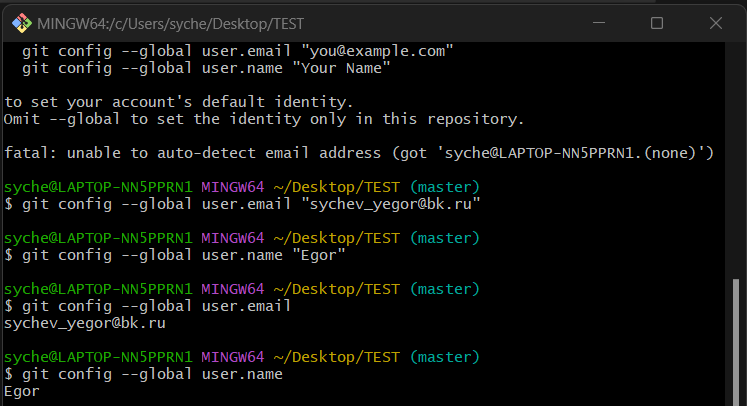 MINGW64:/c/Users/syche/Desktop/TEST
git config --global user.email "you@example.com"
git config --global user.name "Your Name"
to set your account's default identity.
Omit --global to set the identity only in this repository.
fatal: unable to auto-detect email address (got 'syche@LAPTOP-NN5PPRN1.(none)')
syche@LAPTOP-NN5PPRN1 MINGW64 ~/Desktop/TEST (master)
$ git config --global user.email "sychev_yegor@bk.ru"
syche@LAPTOP-NN5PPRN1 MINGW64 ~/Desktop/TEST (master)
$ git config --global user.name "Egor"
syche@LAPTOP-NN5PPRN1 MINGW64 ~/Desktop/TEST (master)
$ git config --global user.email
sychev_yegor@bk.ru
syche@LAPTOP-NN5PPRN1 MINGW64 ~/Desktop/TEST (master)
$ git config --global user.name
Egor